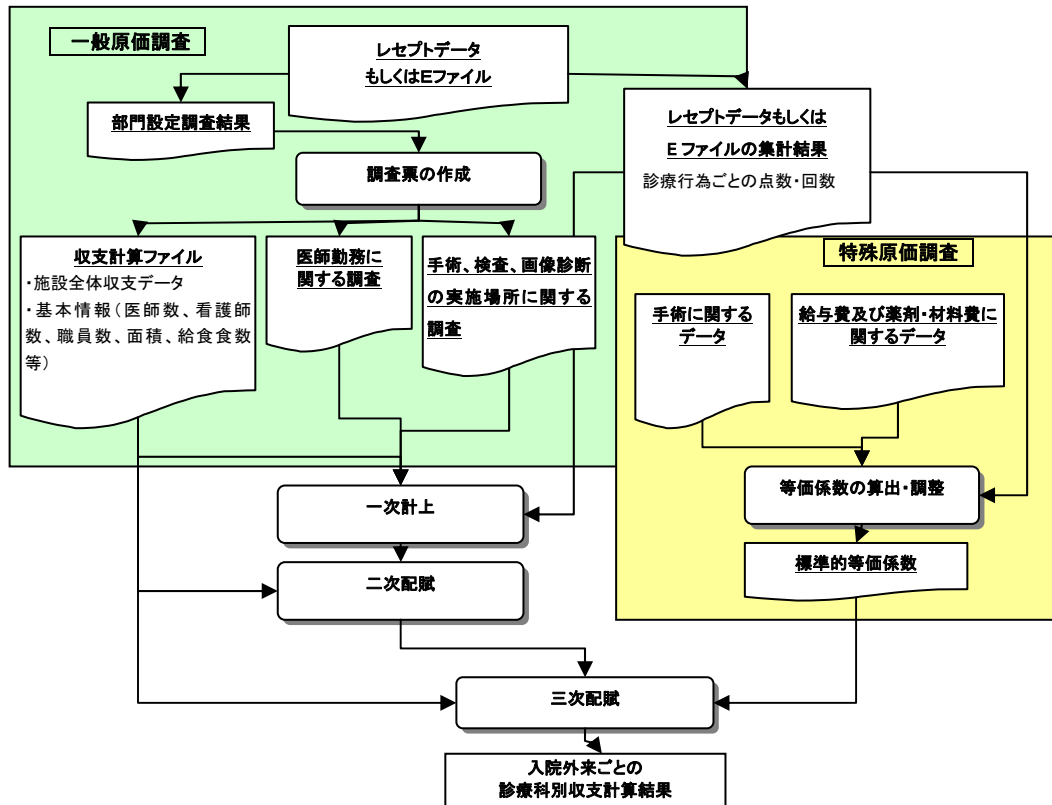 一般原価調査
レセプトデータ
もしくはEファイル
部門設定調査結果
レセプトデータもしくは
E ファイルの集計結果
診療行為ごとの点数・回数
調査票の作成
収支計算ファイル
・施設全体収支データ
・基本情報（医師数、看護師
数、職員数、面積、給食食数
等）
医師勤務に
関する調査
手術、検査、画像診断
の実施場所に関する
調査
特殊原価調査
手術に関する
データ
給与費及び薬剤・材料費に
関するデータ
一次計上
等価係数の算出・調整
二次配賦
標準的等価係数
三次配賦
入院外来ごとの
診療科別収支計算結果